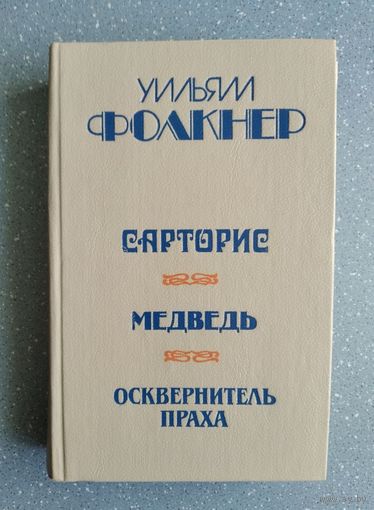 УИЛЬЯМ
ФОЛКНЕР
САРТОРИС
МЕДВЕДЬ
ОСКВЕРНИТЕЛЬ
ПРАХА